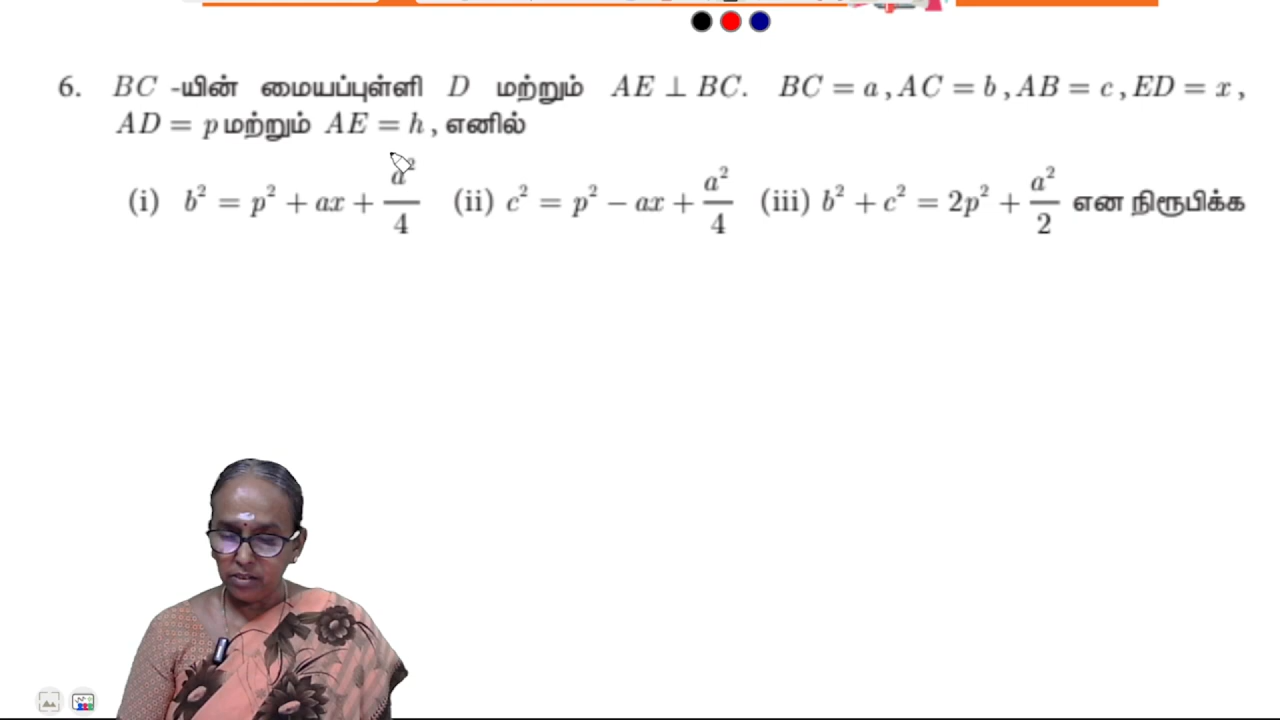 6. BC -யின் மையப்புள்ளி D மற்றும் AE ⊥ BC. BC = a, AC = b, AB = c, ED = x,
AD = p மற்றும் AE = h, எனில்
(i) b² = p² + ax + a²/4 (ii) c² = p² − ax + a²/4 (iii) b² + c² = 2p² + a²/2 என நிரூபிக்க